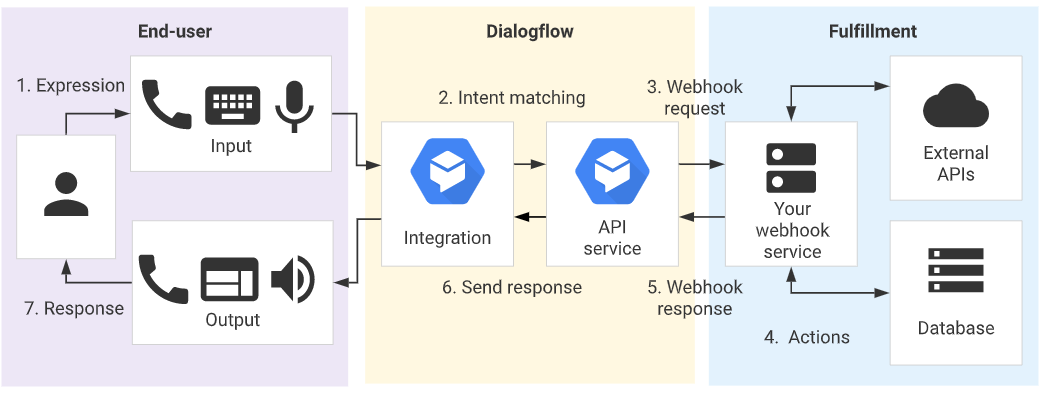 End-user
Dialogflow
Fulfillment
1. Expression
Input
2. Intent matching
3. Webhook
request
External
APIs
Integration
API
service
Your
webhook
service
7. Response
Output
6. Send response
5. Webhook
response
4. Actions
Database